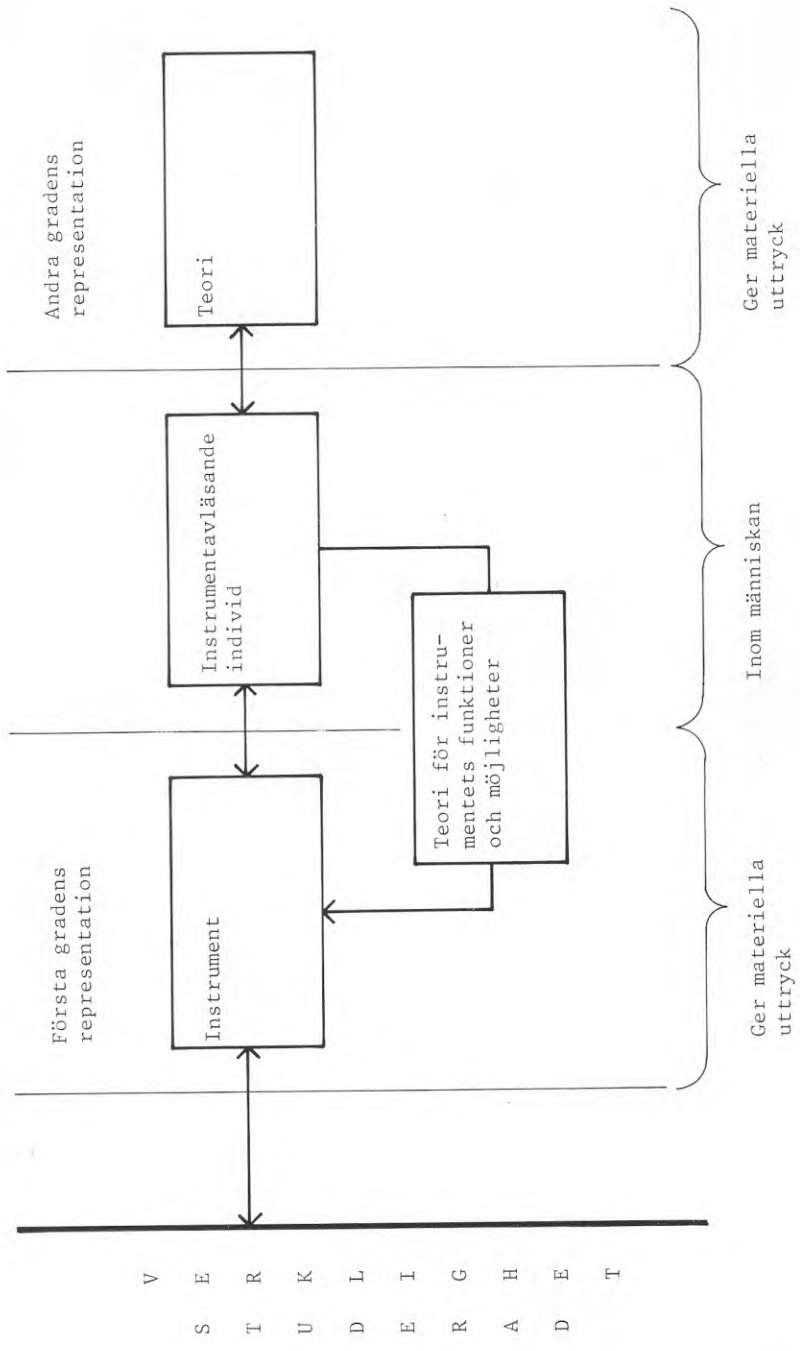 Första gradens
representation
Andra gradens
representation
S T U D E R A D
V E R K L I G H E T
Instrument
Instrumentavläsande
individ
Teori
Teori för instru-
mentets funktioner
och möjligheter
Ger materiella
uttryck
Inom människan
Ger materiella
uttryck